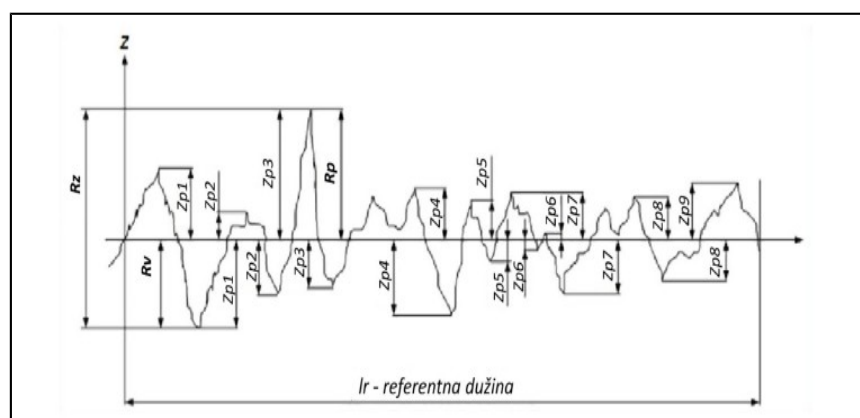 Z
Rz
Rv
Zp1
Zp1
Zp2
Zp2
Zp3
Zp3
Rp
Zp4
Zp4
Zp5
Zp5
Zp6
Zp6
Zp7
Zp7
Zp8
Zp8
Zp9
lr - referentna dužina